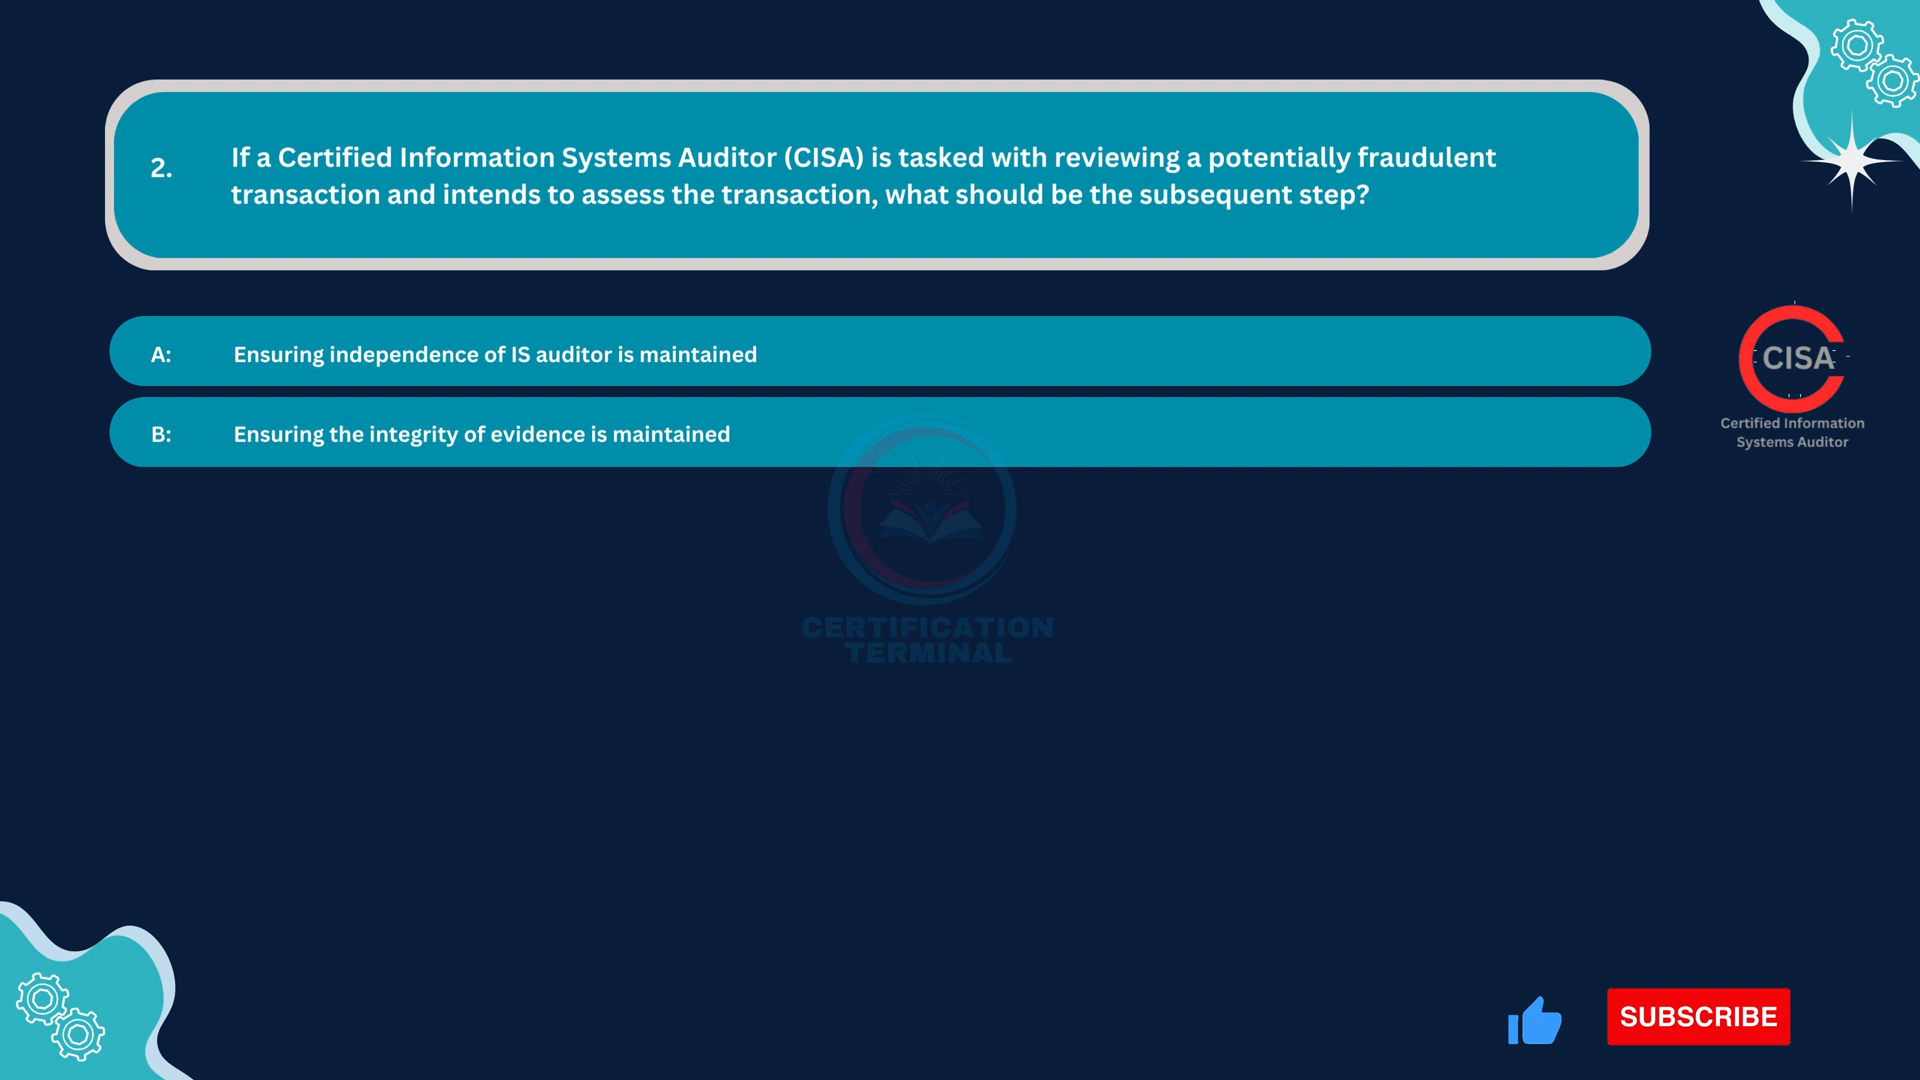 2.
If a Certified Information Systems Auditor (CISA) is tasked with reviewing a potentially fraudulent
transaction and intends to assess the transaction, what should be the subsequent step?
A: Ensuring independence of IS auditor is maintained
B: Ensuring the integrity of evidence is maintained
CISA
Certified Information
Systems Auditor
CERTIFICATION
TERMINAL
SUBSCRIBE